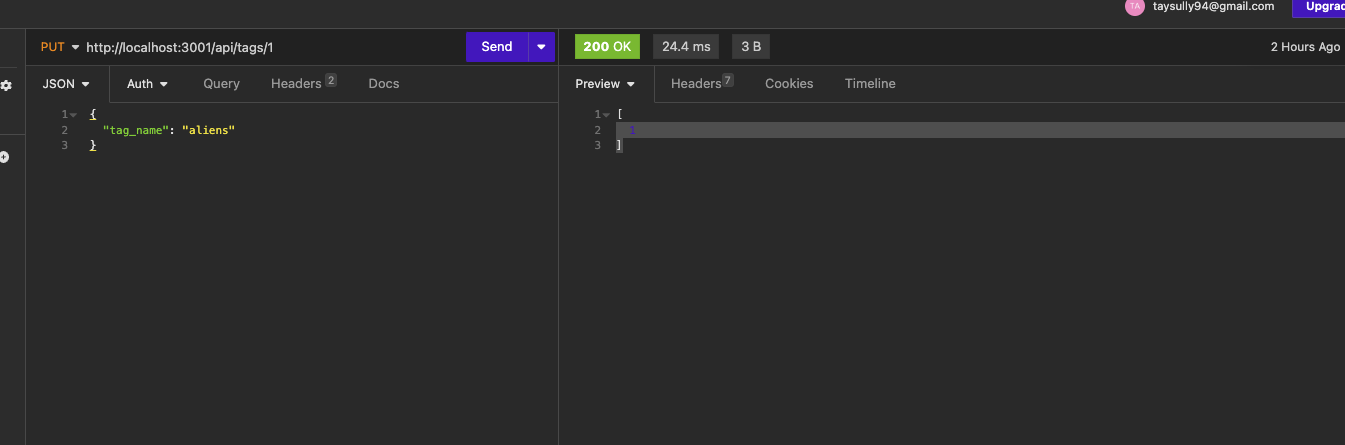 TA taysully94@gmail.com Upgrad
PUT http://localhost:3001/api/tags/1 Send 200 OK 24.4 ms 3 B 2 Hours Ago
JSON Auth Query Headers 2 Docs Preview Headers 7 Cookies Timeline
1 {
2 "tag_name": "aliens"
3 }
1 [
2 1
3 ]